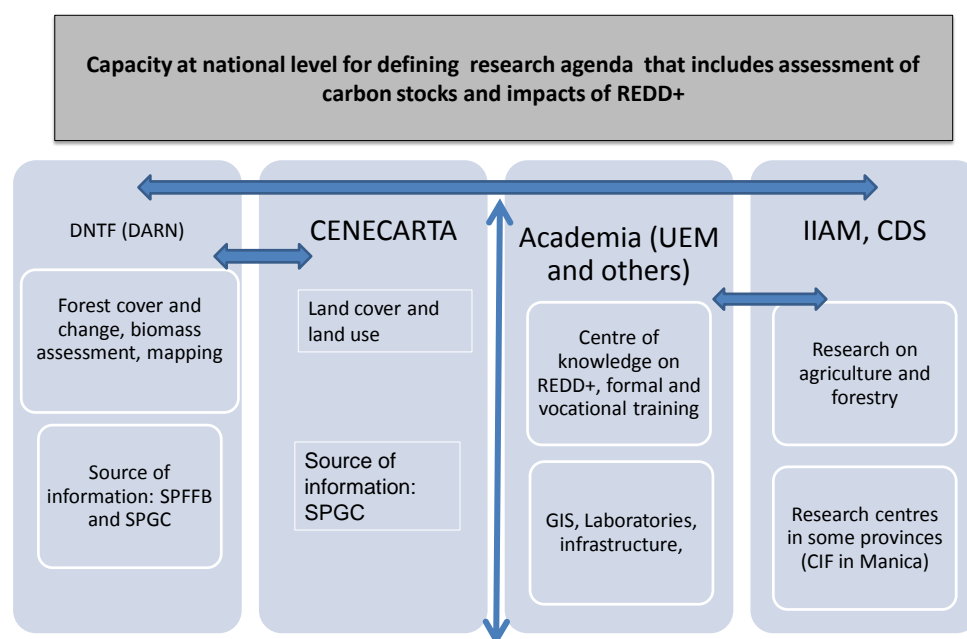 Capacity at national level for defining research agenda that includes assessment of
carbon stocks and impacts of REDD+
DNTF (DARN)
Forest cover and
change, biomass
assessment, mapping
Source of
information: SPFFB
and SPGC
CENECARTA
Land cover and
land use
Source of
information:
SPGC
Academia (UEM
and others)
Centre of
knowledge on
REDD+, formal and
vocational training
GIS, Laboratories,
infrastructure,
IIAM, CDS
Research on
agriculture and
forestry
Research centres
in some provinces
(CIF in Manica)